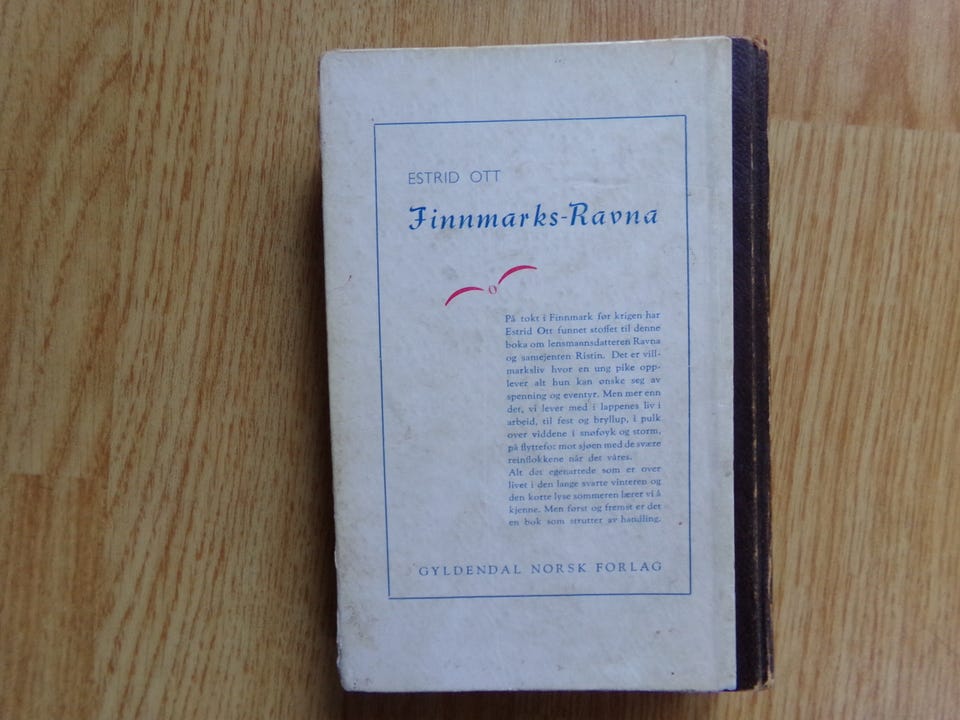 ESTRID OTT
Finnmarks-Ravna
På tokt i Finnmark før krigen har
Estrid Ott funnet stoffet til denne
boka om lensmannsdatteren Ravna
og samejenten Ristin. Det er vill-
marksliv hvor en ung pike opp-
lever alt hun kan ønske seg av
spenning og eventyr. Men mer enn
det, vi lever med i lappenes liv i
arbeid, til fest og bryllup, i pulk
over viddene i snøføyk og storm,
på flyttefot mot sjøen med de svære
reinflokkene når det våres.
Alt det egenartede som er over
livet i den lange svarte vinteren og
den korte lyse sommeren lærer vi å
kjenne. Men først og fremst er det
en bok som strutter av handling.
GYLDENDAL NORSK FORLAG